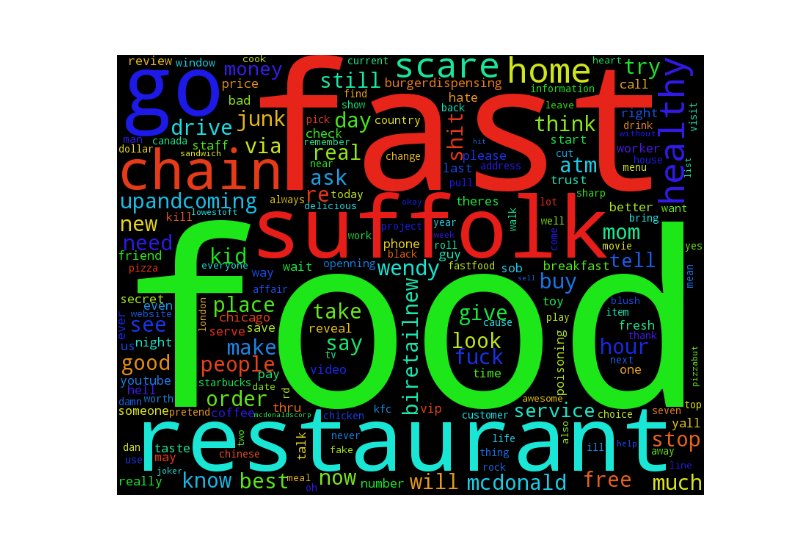 review window cook scare home current heart try
money price fast burgerdispensing information call healthy
go bad still hate find show back leave
junk day country pick shit think right visit
drive via check drink
man canada staff remember please start without
dollar sandwich real near change last hit cut worker house list
chain ask pull address atm menu
upandcoming re today trust sharp
always delicious okay theres lot better want
new kill lowestoft suffolk year walk well bring
need work project phone week come mom movie yes
friend kid black roll guy
pizza everyone way wait openning wendy fastfood sob breakfast tell mean
secret even affair buy sell
website food toy blush
ever see london place chicago take give play item
us serve save reveal cause fresh
night say look thank
good make tv fuck hour
people video time poisoning next one pizzabut
youtube starbucks pay
hell date rd biretailnew
damn worth order awesome
someone pretend coffee mcdonaldscorp thru chicken kfc vip customer service choice seven top
restaurant yall
dan two never life also stop
use taste talk fake thing ill help away
may chinese rock line
joker
really know best meal now number will mcdonald free much
oh